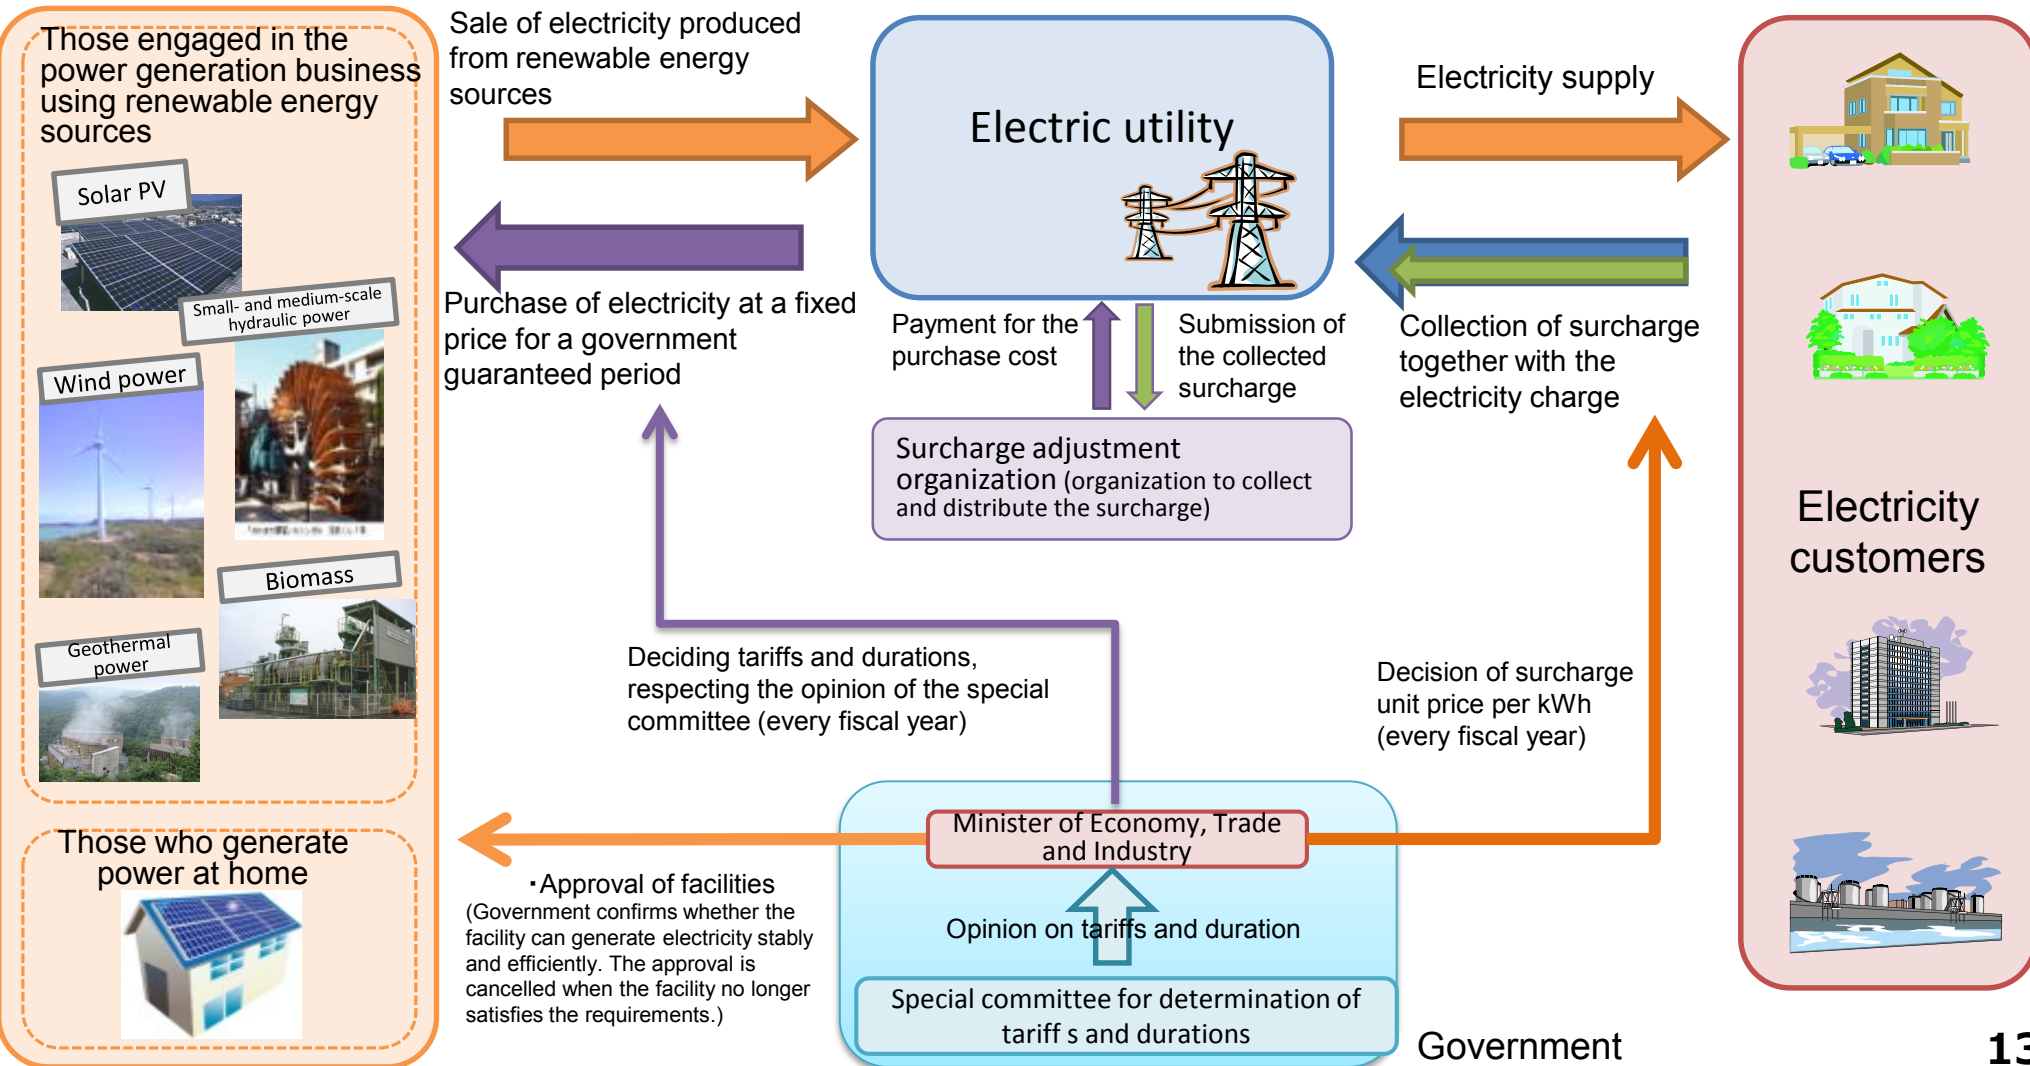 Those engaged in the
power generation business
using renewable energy
sources
Solar PV
Small- and medium-scale
hydraulic power
Wind power
Biomass
Geothermal
power
Those who generate
power at home
Sale of electricity produced
from renewable energy
sources
Purchase of electricity at a fixed
price for a government
guaranteed period
Electric utility
Payment for the
purchase cost
Submission of
the collected
surcharge
Surcharge adjustment
organization (organization to collect
and distribute the surcharge)
Electricity supply
Collection of surcharge
together with the
electricity charge
Electricity
customers
Deciding tariffs and durations,
respecting the opinion of the special
committee (every fiscal year)
Decision of surcharge
unit price per kWh
(every fiscal year)
・Approval of facilities
(Government confirms whether the
facility can generate electricity stably
and efficiently. The approval is
cancelled when the facility no longer
satisfies the requirements.)
Minister of Economy, Trade
and Industry
Opinion on tariffs and duration
Special committee for determination of
tariff s and durations
Government
13